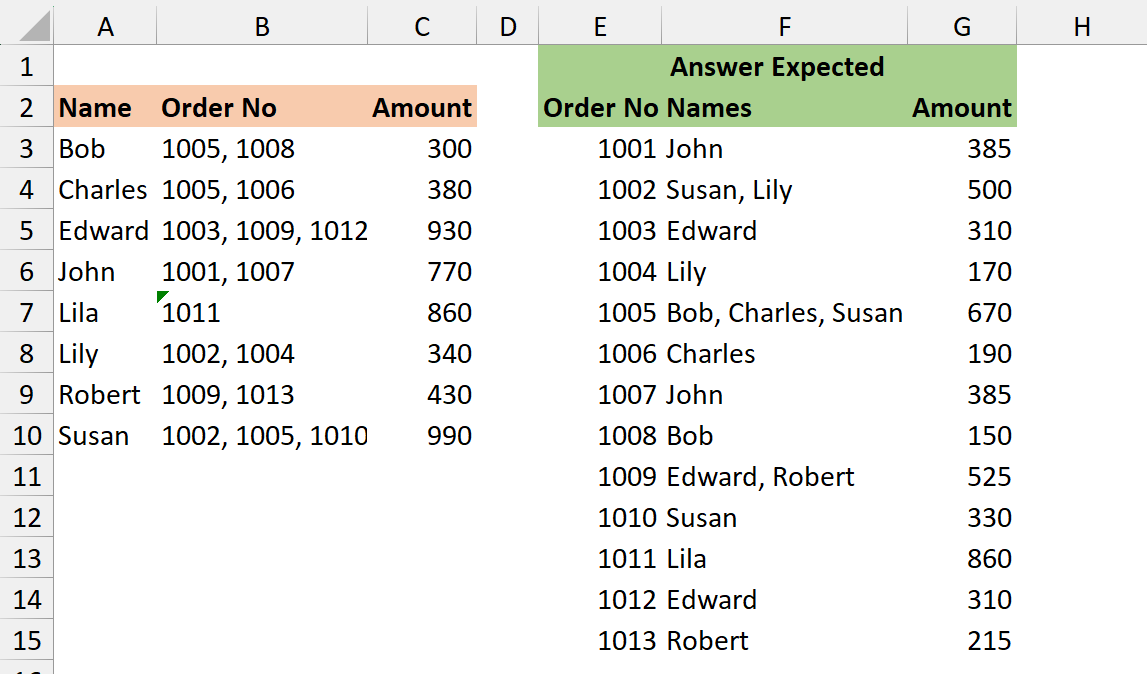 A B C D E F G H
1 Answer Expected
2 Name Order No Amount Order No Names Amount
3 Bob 1005, 1008 300 1001 John 385
4 Charles 1005, 1006 380 1002 Susan, Lily 500
5 Edward 1003, 1009, 1012 930 1003 Edward 310
6 John 1001, 1007 770 1004 Lily 170
7 Lila 1011 860 1005 Bob, Charles, Susan 670
8 Lily 1002, 1004 340 1006 Charles 190
9 Robert 1009, 1013 430 1007 John 385
10 Susan 1002, 1005, 1010 990 1008 Bob 150
11 1009 Edward, Robert 525
12 1010 Susan 330
13 1011 Lila 860
14 1012 Edward 310
15 1013 Robert 215